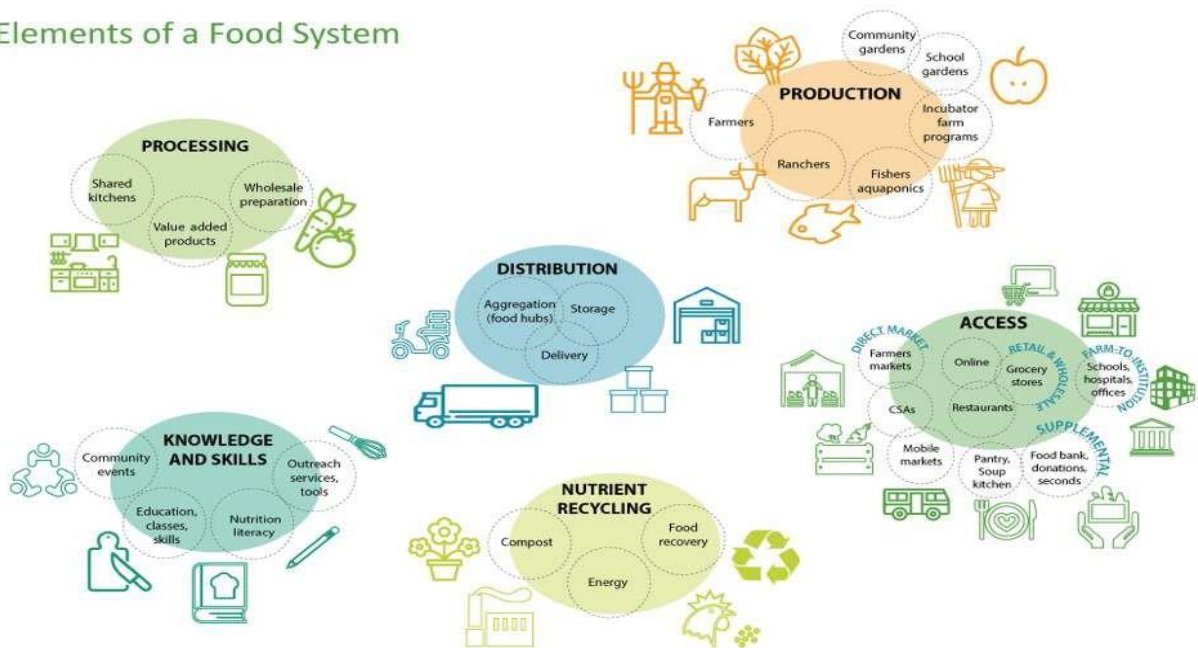 Elements of a Food System
PROCESSING
Shared
kitchens
Wholesale
preparation
Value added
products
PRODUCTION
Community
gardens
School
gardens
Farmers
Incubator
farm
programs
Ranchers
Fishers
aquaponics
DISTRIBUTION
Aggregation
(food hubs)
Storage
Delivery
ACCESS
DIRECT MARKET
Farmers
markets
Online
RETAIL & WHOLESALE
Grocery
stores
FARM-TO-INSTITUTION
Schools,
hospitals,
offices
CSAs
Restaurants
SUPPLEMENTAL
Mobile
markets
Pantry,
Soup
kitchen
Food bank,
donations,
seconds
KNOWLEDGE
AND SKILLS
Community
events
Outreach
services,
tools
Education,
classes,
skills
Nutrition
literacy
NUTRIENT
RECYCLING
Compost
Food
recovery
Energy